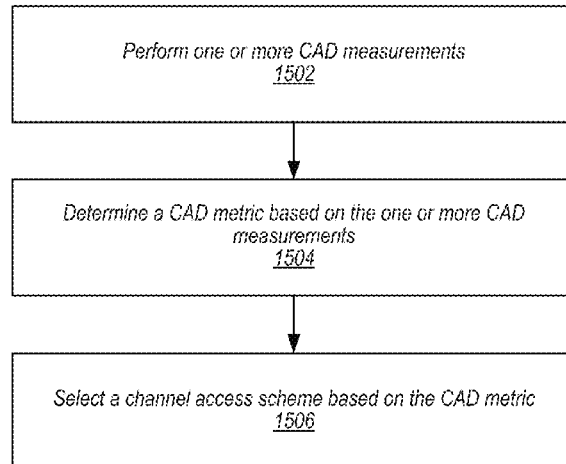 Perform one or more CAD measurements
1502
Determine a CAD metric based on the one or more CAD
measurements
1504
Select a channel access scheme based on the CAD metric
1506